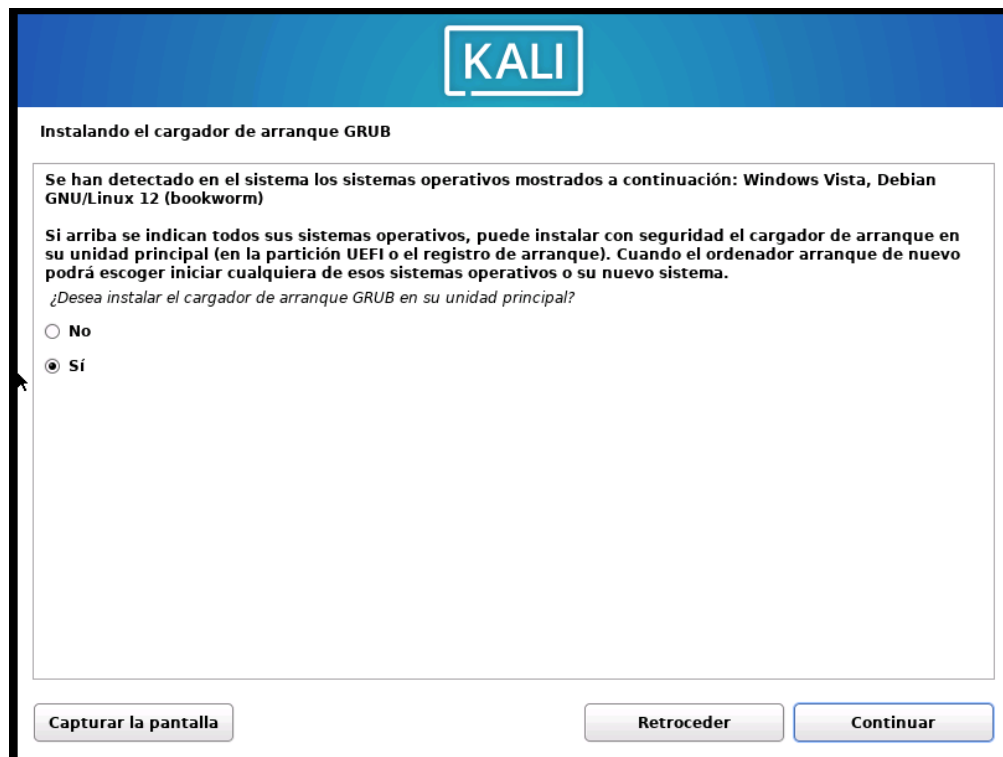 KALI
Instalando el cargador de arranque GRUB
Se han detectado en el sistema los sistemas operativos mostrados a continuación: Windows Vista, Debian
GNU/Linux 12 (bookworm)
Si arriba se indican todos sus sistemas operativos, puede instalar con seguridad el cargador de arranque en
su unidad principal (en la partición UEFI o el registro de arranque). Cuando el ordenador arranque de nuevo
podrá escoger iniciar cualquiera de esos sistemas operativos o su nuevo sistema.
¿Desea instalar el cargador de arranque GRUB en su unidad principal?
No
Sí
Capturar la pantalla
Retroceder
Continuar